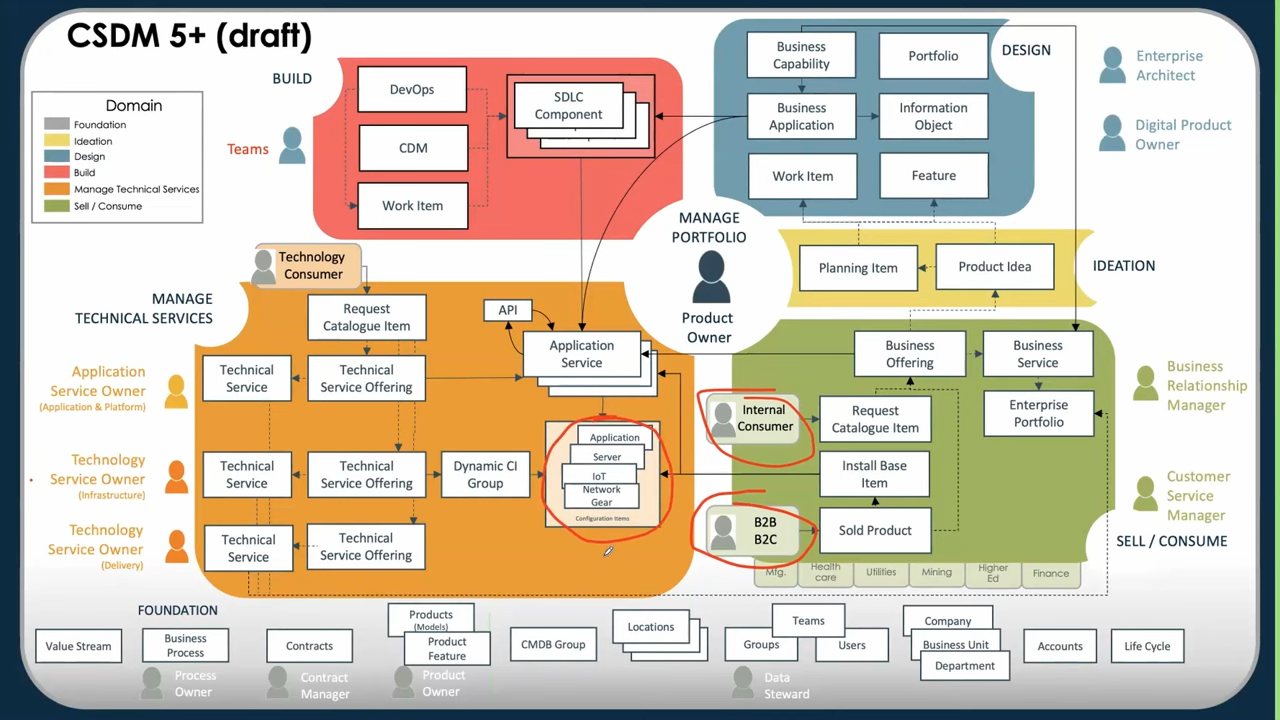 CSDM 5+ (draft)
BUILD
Domain
Foundation
Ideation
Design
Build
Manage Technical Services
Sell / Consume
Teams
DevOps
CDM
Work Item
SDLC
Component
DESIGN
Business
Capability
Portfolio
Business
Application
Information
Object
Work Item
Feature
Enterprise
Architect
Digital Product
Owner
MANAGE
PORTFOLIO
Product
Owner
Planning Item
Product Idea
IDEATION
MANAGE
TECHNICAL SERVICES
Technology
Consumer
Request
Catalogue Item
API
Application
Service
Application
Service Owner
(Application & Platform)
Technical
Service
Technical
Service Offering
Technology
Service Owner
(Infrastructure)
Technical
Service
Technical
Service Offering
Dynamic CI
Group
Application
Server
IoT
Network
Gear
Configuration Items
Technology
Service Owner
(Delivery)
Technical
Service
Technical
Service Offering
Business
Offering
Business
Service
Internal
Consumer
Request
Catalogue Item
Enterprise
Portfolio
Install Base
Item
B2B
B2C
Sold Product
Business
Relationship
Manager
Customer
Service
Manager
SELL / CONSUME
Mfg.
Health
care
Utilities
Mining
Higher
Ed
Finance
FOUNDATION
Value Stream
Business
Process
Contracts
Products
(Models)
Product
Feature
CMDB Group
Locations
Groups
Teams
Users
Company
Business Unit
Department
Accounts
Life Cycle
Process
Owner
Contract
Manager
Product
Owner
Data
Steward